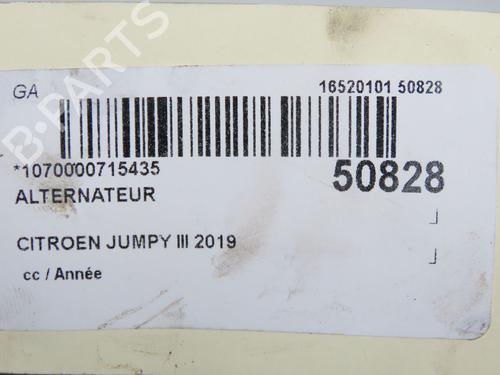 GA
16520101 50828
*1070000715435
50828
ALTERNATEUR
CITROEN JUMPY III 2019
cc / Année
B-PARTS